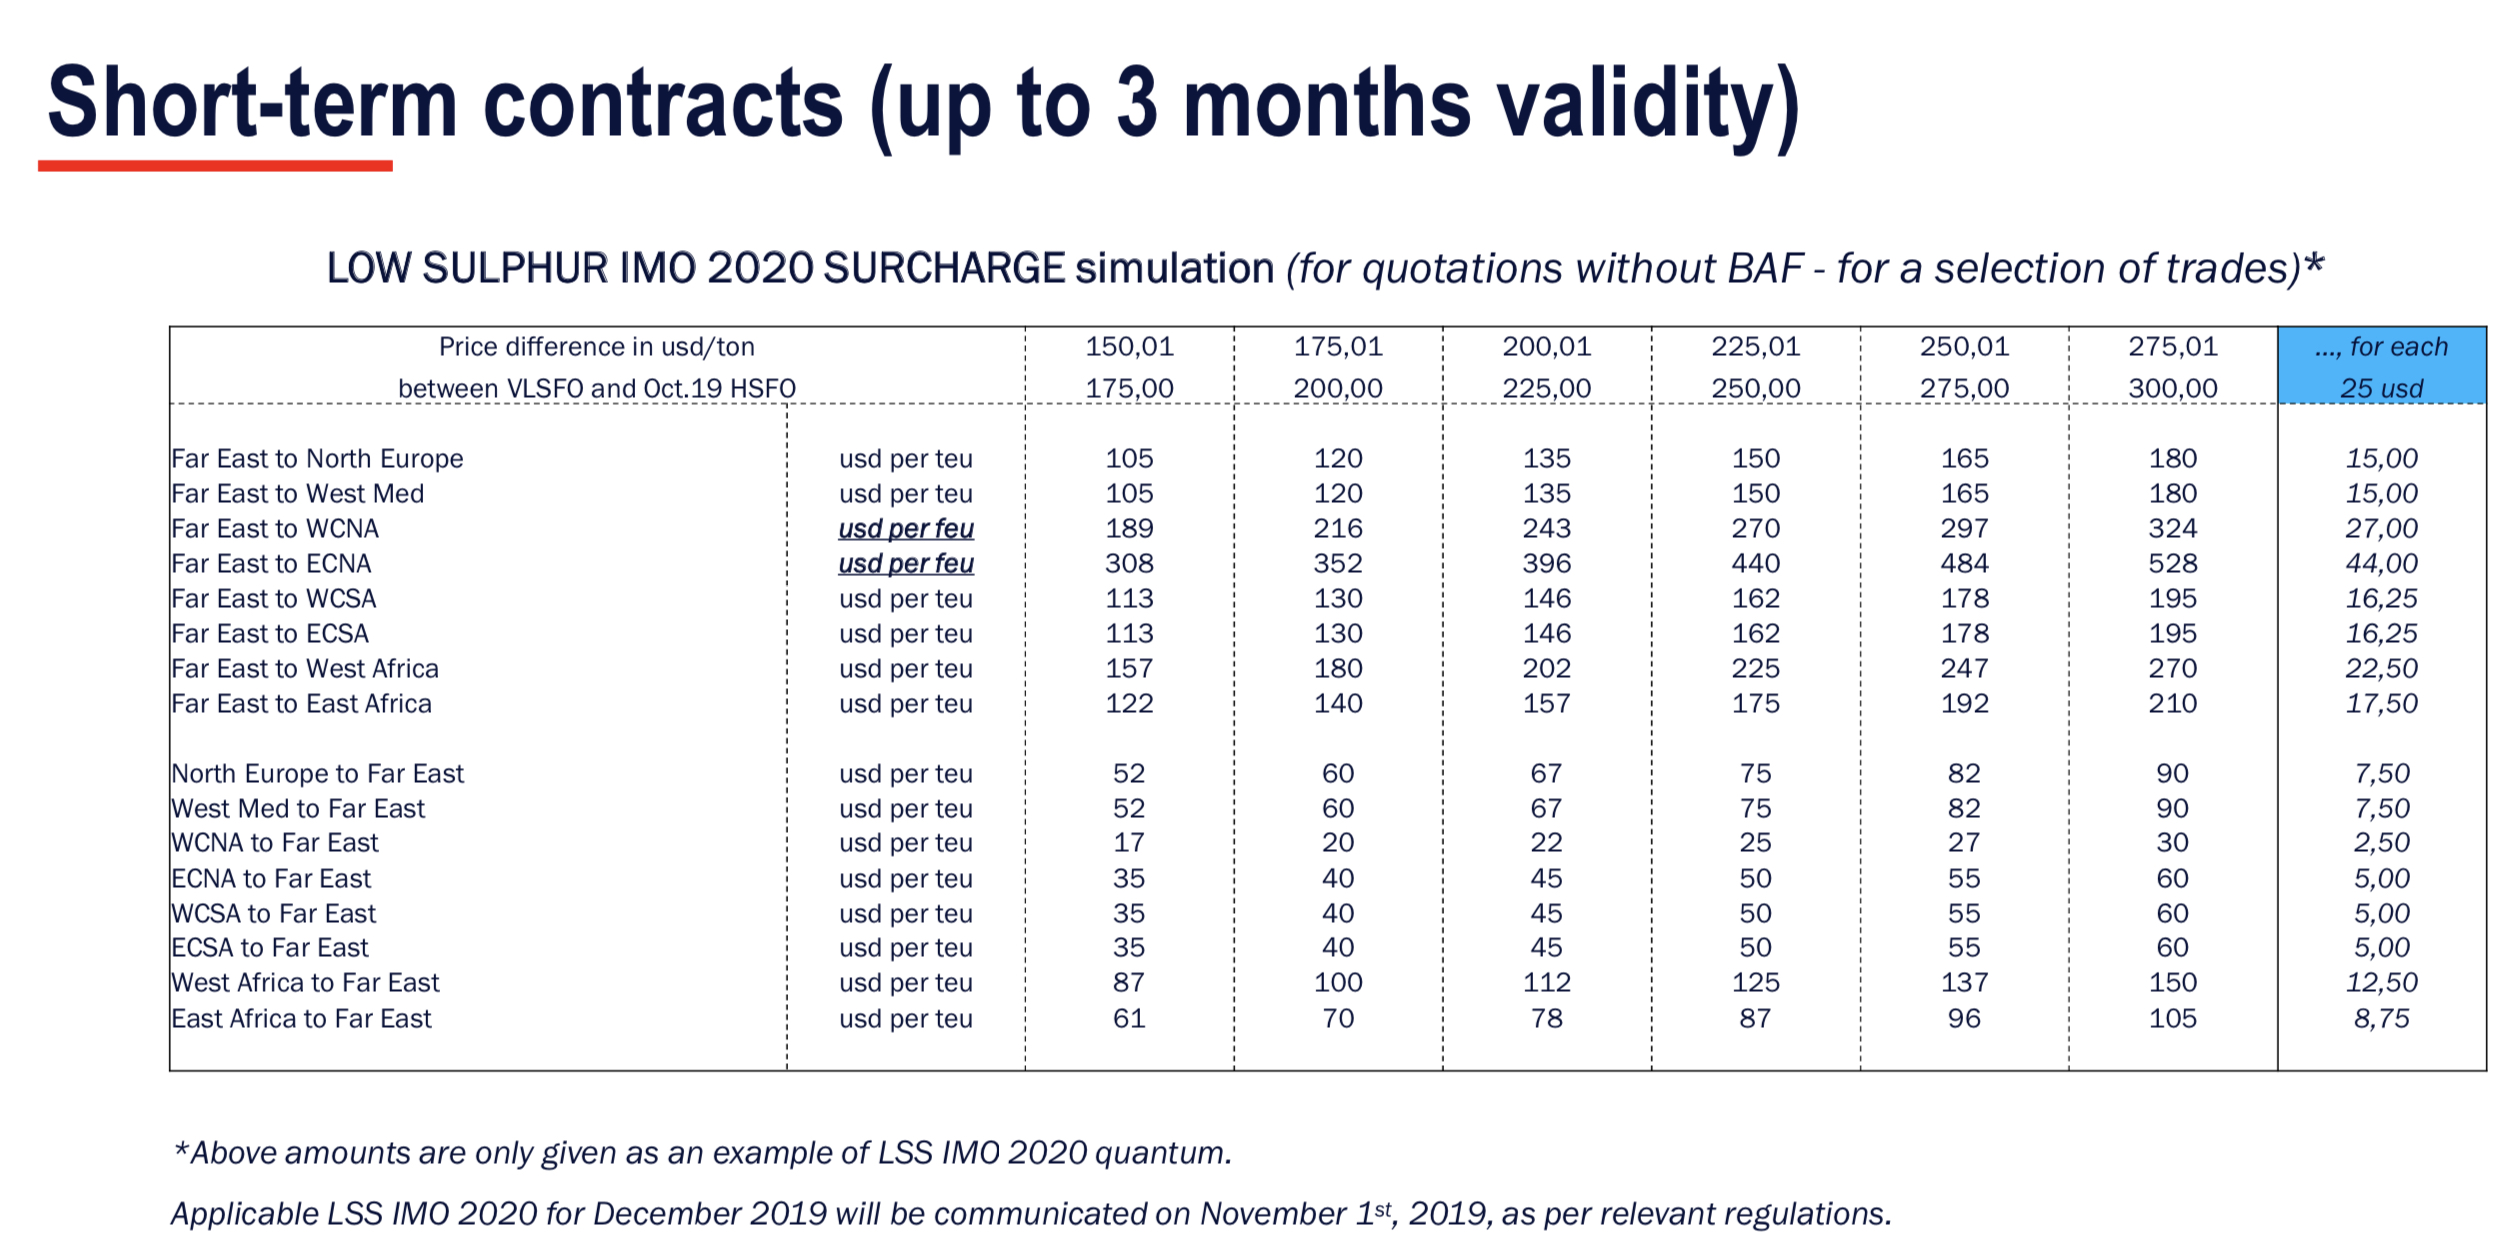 Short-term contracts (up to 3 months validity)
LOW SULPHUR IMO 2020 SURCHARGE simulation (for quotations without BAF - for a selection of trades)*
Price difference in usd/ton 150,01 175,01 200,01 225,01 250,01 275,01 ..., for each
between VLSFO and Oct.19 HSFO 175,00 200,00 225,00 250,00 275,00 300,00 25 usd
Far East to North Europe usd per teu 105 120 135 150 165 180 15,00
Far East to West Med usd per teu 105 120 135 150 165 180 15,00
Far East to WCNA usd per feu 189 216 243 270 297 324 27,00
Far East to ECNA usd per feu 308 352 396 440 484 528 44,00
Far East to WCSA usd per teu 113 130 146 162 178 195 16,25
Far East to ECSA usd per teu 113 130 146 162 178 195 16,25
Far East to West Africa usd per teu 157 180 202 225 247 270 22,50
Far East to East Africa usd per teu 122 140 157 175 192 210 17,50
North Europe to Far East usd per teu 52 60 67 75 82 90 7,50
West Med to Far East usd per teu 52 60 67 75 82 90 7,50
WCNA to Far East usd per teu 17 20 22 25 27 30 2,50
ECNA to Far East usd per teu 35 40 45 50 55 60 5,00
WCSA to Far East usd per teu 35 40 45 50 55 60 5,00
ECSA to Far East usd per teu 35 40 45 50 55 60 5,00
West Africa to Far East usd per teu 87 100 112 125 137 150 12,50
East Africa to Far East usd per teu 61 70 78 87 96 105 8,75
*Above amounts are only given as an example of LSS IMO 2020 quantum.
Applicable LSS IMO 2020 for December 2019 will be communicated on November 1st, 2019, as per relevant regulations.